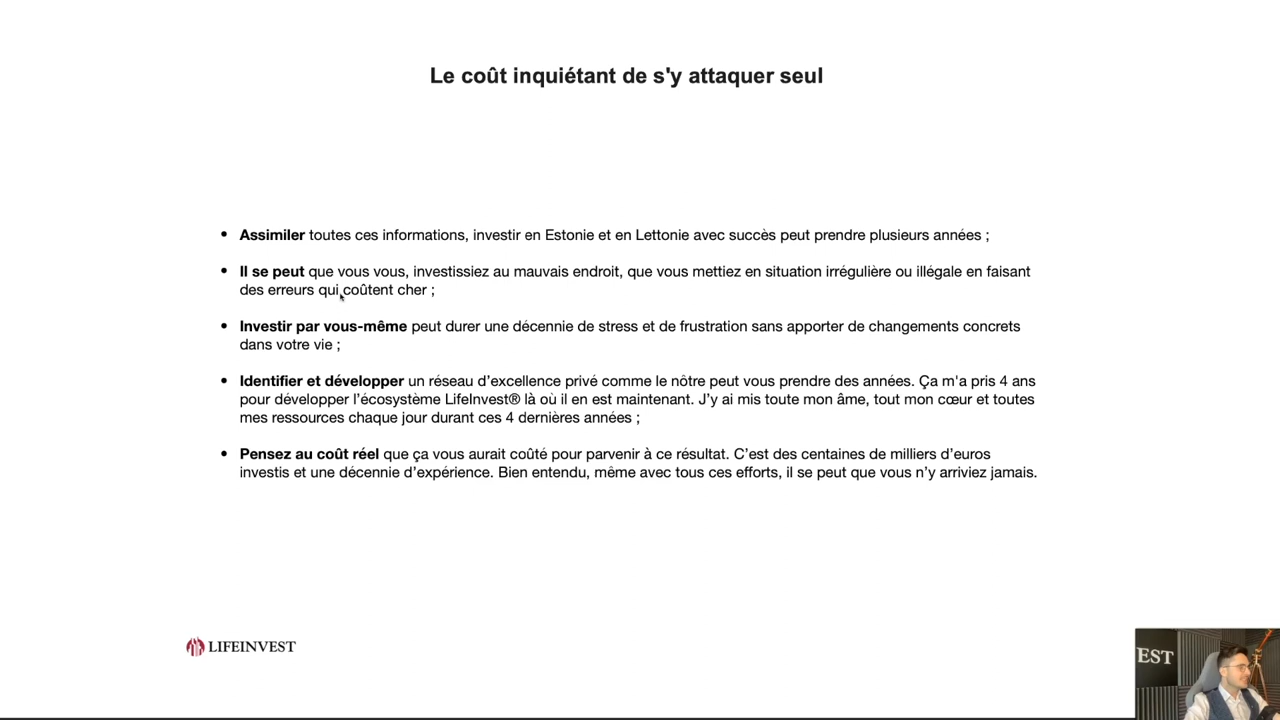 Le coût inquiétant de s'y attaquer seul
• Assimiler toutes ces informations, investir en Estonie et en Lettonie avec succès peut prendre plusieurs années ;
• Il se peut que vous vous, investissiez au mauvais endroit, que vous mettiez en situation irrégulière ou illégale en faisant
des erreurs qui coûtent cher ;
• Investir par vous-même peut durer une décennie de stress et de frustration sans apporter de changements concrets
dans votre vie ;
• Identifier et développer un réseau d'excellence privé comme le nôtre peut vous prendre des années. Ça m'a pris 4 ans
pour développer l'écosystème LifeInvest® là où il en est maintenant. J'y ai mis toute mon âme, tout mon cœur et toutes
mes ressources chaque jour durant ces 4 dernières années ;
• Pensez au coût réel que ça vous aurait coûté pour parvenir à ce résultat. C'est des centaines de milliers d'euros
investis et une décennie d'expérience. Bien entendu, même avec tous ces efforts, il se peut que vous n'y arriviez jamais.
LIFEINVEST
EST